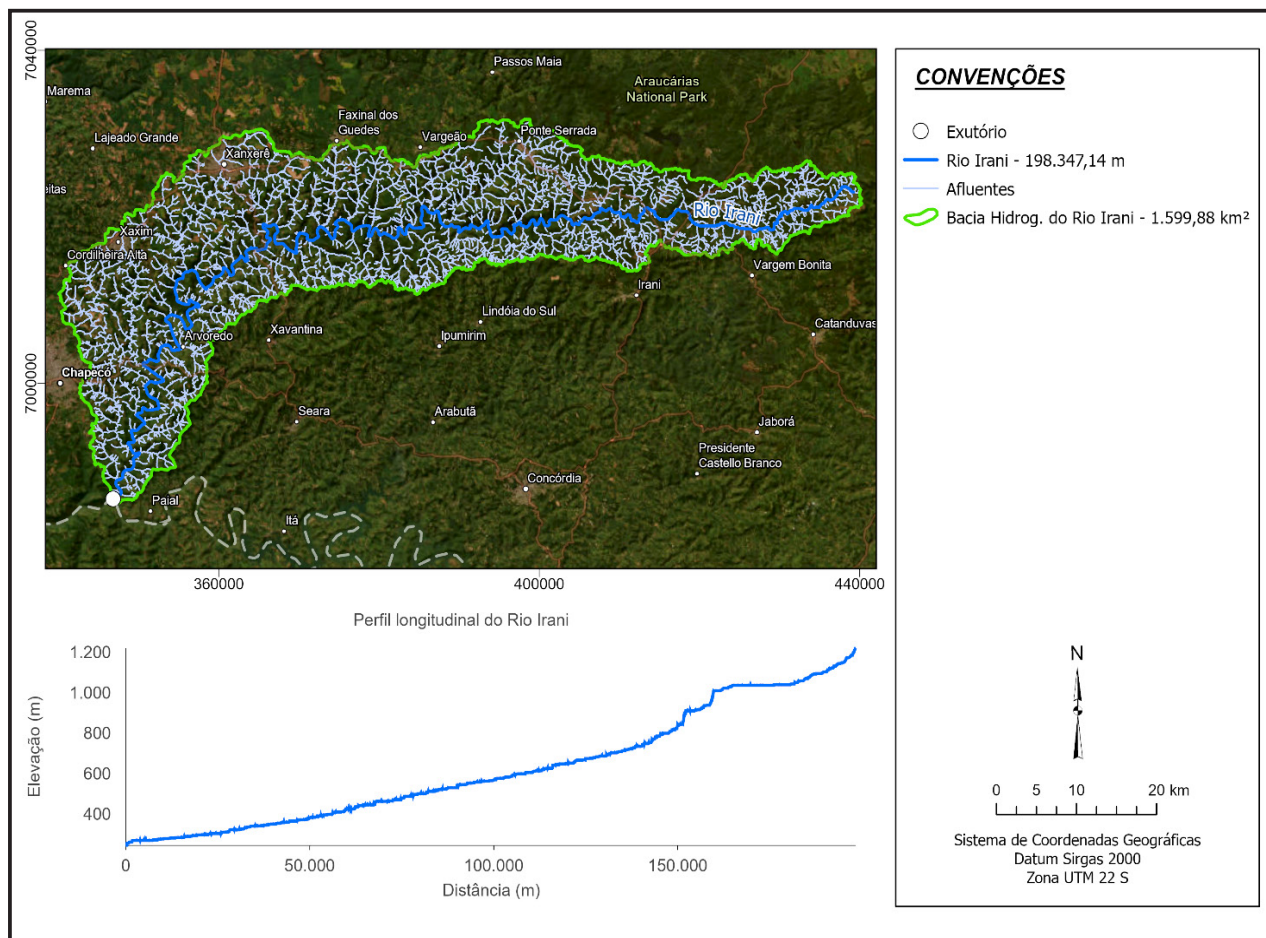 7040000
7000000
Passos Maia
Araucárias
National Park
Marema
Lajeado Grande
Faxinal dos
Guedes
Vargeão
Ponte Serrada
Xanxerê
eitas
Rio Irani
Xaxim
Cordilheira Alta
Vargem Bonita
Irani
Lindóia do Sul
Catanduvas
Arvoredo
Xavantina
Ipumirim
Chapecó
Seara
Arabutã
Jaborá
Presidente
Castello Branco
Concórdia
Paial
Itá
360000
400000
440000
CONVENÇÕES
Exutório
Rio Irani - 198.347,14 m
Afluentes
Bacia Hidrog. do Rio Irani - 1.599,88 km²
Perfil longitudinal do Rio Irani
Elevação (m)
1.200
1.000
800
600
400
0
50.000
100.000
150.000
Distância (m)
N
0 5 10 20 km
Sistema de Coordenadas Geográficas
Datum Sirgas 2000
Zona UTM 22 S